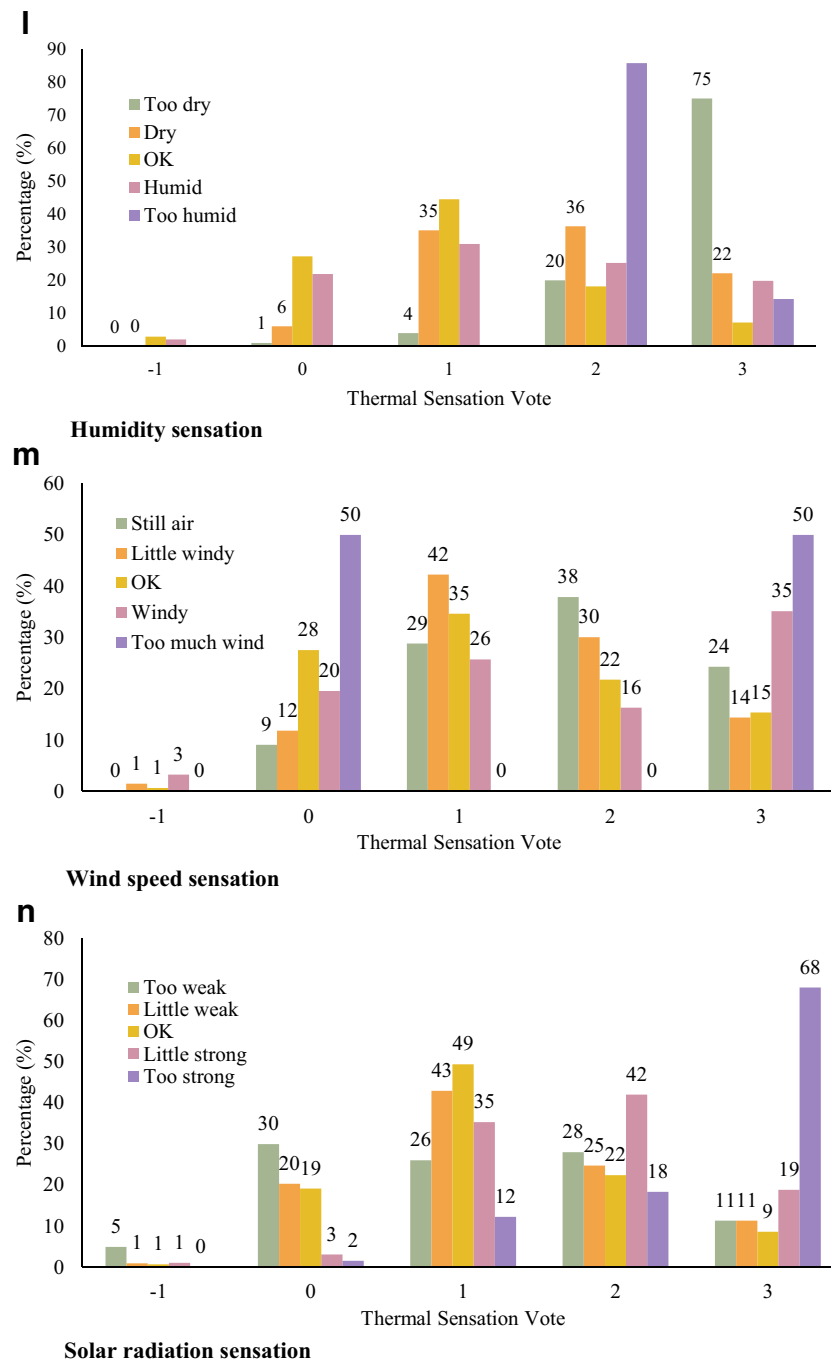 l
90
80
70
60
50
40
30
20
10
0
Percentage (%)
Too dry
Dry
OK
Humid
Too humid
0 0
1 6
4 35
20 36
75 22
-1 0 1 2 3
Thermal Sensation Vote
Humidity sensation
m
60
50
40
30
20
10
0
Percentage (%)
Still air
Little windy
OK
Windy
Too much wind
0 1 1 3 0
9 12 28 20 50
29 42 35 26 0
38 30 22 16 0
24 14 15 35 50
-1 0 1 2 3
Thermal Sensation Vote
Wind speed sensation
n
80
70
60
50
40
30
20
10
0
Percentage (%)
Too weak
Little weak
OK
Little strong
Too strong
5 1 1 1 0
30 20 19 3 2
26 43 49 35 12
28 25 22 42 18
11 11 9 19 68
-1 0 1 2 3
Thermal Sensation Vote
Solar radiation sensation